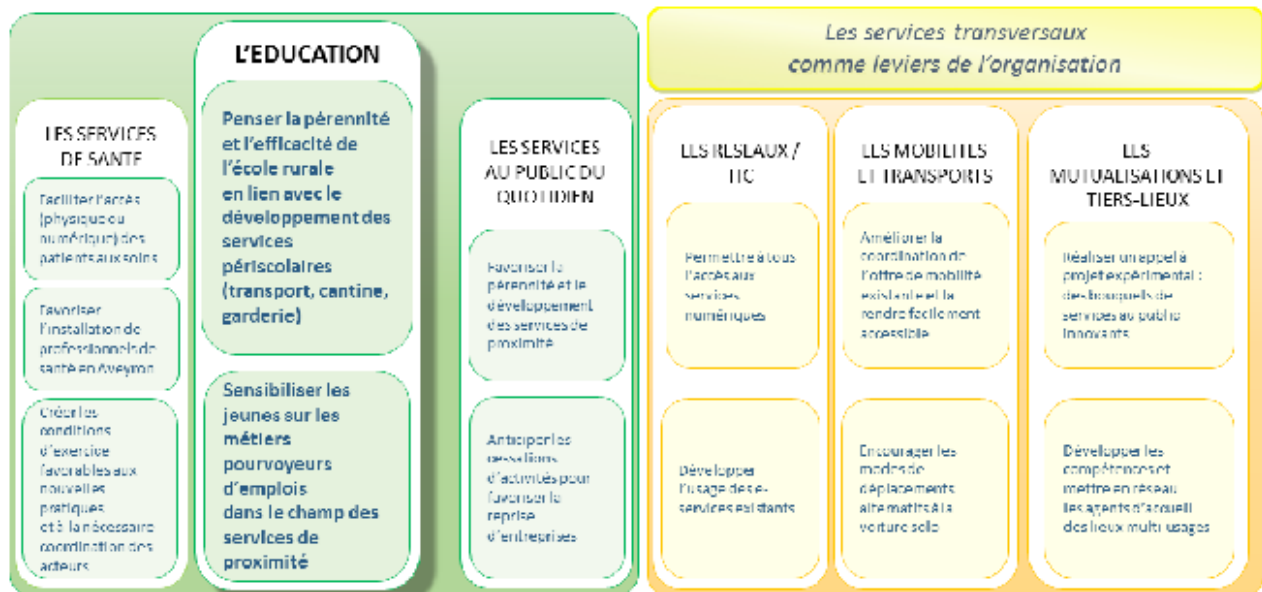 LES SERVICES
DE SANTE
Faciliter l'accès
(physique ou
numérique) des
patients aux soins
Favoriser
l'installation de
professionnels de
santé en Aveyron
Créer les
conditions
d'exercice
favorables aux
nouvelles
pratiques
et à la nécessaire
coordination des
acteurs
L'EDUCATION
Penser la pérennité
et l'efficacité de
l'école rurale
en lien avec le
développement des
services
périscolaires
(transport, cantine,
garderie)
Sensibiliser les
jeunes sur les
métiers
pourvoyeurs
d'emplois
dans le champ des
services de
proximité
LES SERVICES
AU PUBLIC DU
QUOTIDIEN
Favoriser la
pérennité et le
développement
des services de
proximité
Anticiper les
cessations
d'activités pour
favoriser la
reprise
d'entreprises
Les services transversaux
comme leviers de l'organisation
LES RESEAUX /
TIC
Permettre à tous
l'accès aux
services
numériques
Développer
l'usage des e-
services existants
LES MOBILITES
ET TRANSPORTS
Améliorer la
coordination de
l'offre de mobilité
existante et la
rendre facilement
accessible
Encourager les
modes de
déplacements
alternatifs à la
voiture solo
LES
MUTUALISATIONS ET
TIERS-LIEUX
Réaliser un appel à
projet expérimental :
des bouquets de
services au public
innovants
Développer les
compétences et
mettre en réseau
les agents d'accueil
des lieux multi-usages